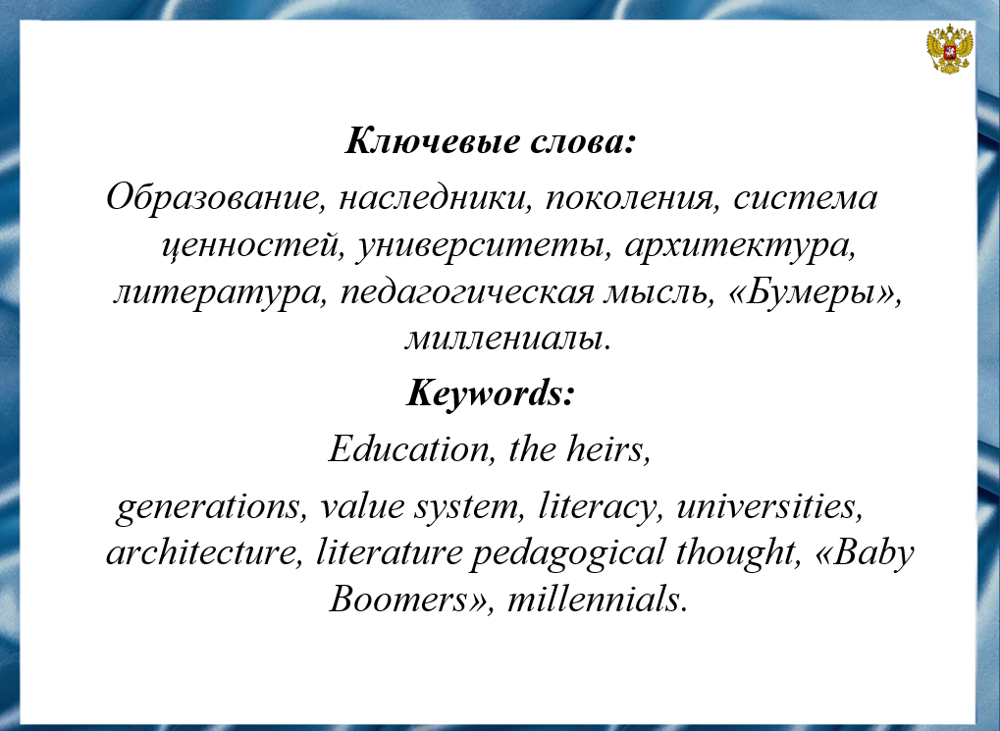 Ключевые слова:
Образование, наследники, поколения, система
ценностей, университеты, архитектура,
литература, педагогическая мысль, «Бумеры»,
миллениалы.
Keywords:
Education, the heirs,
generations, value system, literacy, universities,
architecture, literature pedagogical thought, «Baby
Boomers», millennials.